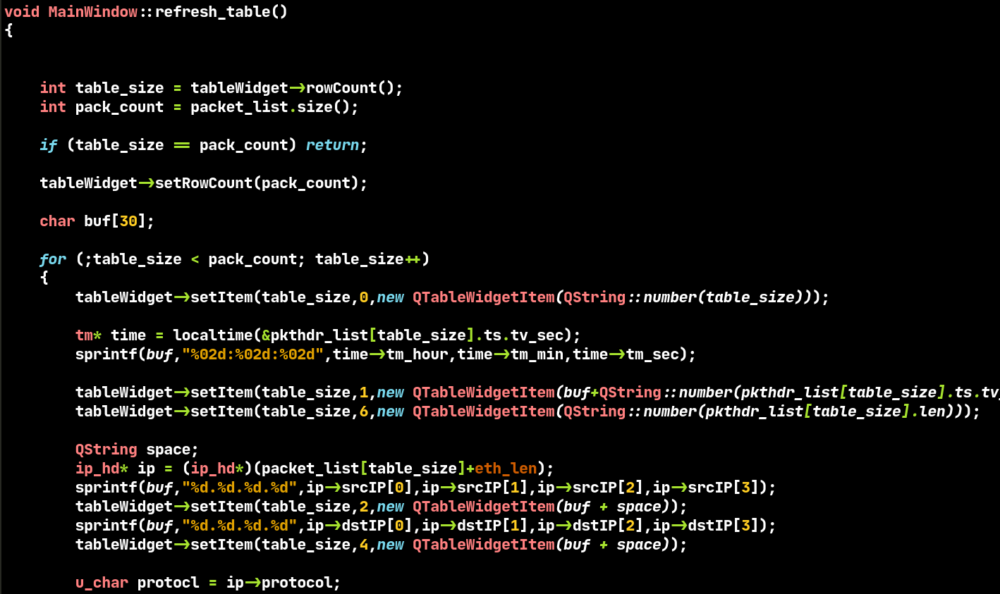 void MainWindow::refresh_table()
{
int table_size = tableWidget->rowCount();
int pack_count = packet_list.size();
if (table_size == pack_count) return;
tableWidget->setRowCount(pack_count);
char buf[30];
for (;table_size < pack_count; table_size++)
{
tableWidget->setItem(table_size,0,new QTableWidgetItem(QString::number(table_size)));
tm* time = localtime(&pkthdr_list[table_size].ts.tv_sec);
sprintf(buf,"%02d:%02d:%02d",time->tm_hour,time->tm_min,time->tm_sec);
tableWidget->setItem(table_size,1,new QTableWidgetItem(buf+QString::number(pkthdr_list[table_size].ts.tv_
tableWidget->setItem(table_size,6,new QTableWidgetItem(QString::number(pkthdr_list[table_size].len)));
QString space;
ip_hd* ip = (ip_hd*)(packet_list[table_size]+eth_len);
sprintf(buf,"%d.%d.%d.%d",ip->srcIP[0],ip->srcIP[1],ip->srcIP[2],ip->srcIP[3]);
tableWidget->setItem(table_size,2,new QTableWidgetItem(buf + space));
sprintf(buf,"%d.%d.%d.%d",ip->dstIP[0],ip->dstIP[1],ip->dstIP[2],ip->dstIP[3]);
tableWidget->setItem(table_size,4,new QTableWidgetItem(buf + space));
u_char protocl = ip->protocol;